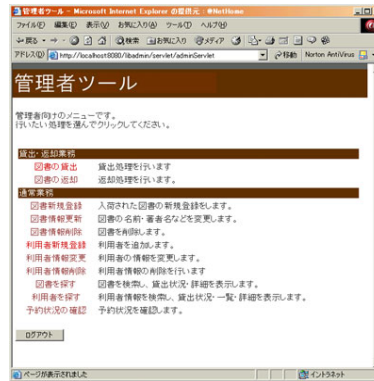 管理者ツール - Microsoft Internet Explorer の提供元 : @NetHome
ファイル(F) 編集(E) 表示(V) お気に入り(A) ツール(T) ヘルプ(H)
戻る 検索 お気に入り メディア
アドレス(D) http://localhost:8080/libadmin/servlet/adminServlet 移動 Norton AntiVirus
管理者ツール
管理者向けのメニューです。
行いたい処理を選んでクリックしてください。
貸出・返却業務
図書の貸出 貸出処理を行います
図書の返却 返却処理を行います。
通常業務
図書新規登録 入荷された図書の新規登録をします。
図書情報更新 図書の名前・著者名などを変更します。
図書情報削除 図書を削除します。
利用者新規登録 利用者を追加します。
利用者情報変更 利用者の情報を変更します。
利用者情報削除 利用者情報の削除を行います
図書を探す 図書を検索し、貸出状況・詳細を表示します。
利用者を探す 利用者情報を検索し、貸出状況・一覧・詳細を表示します。
予約状況の確認 予約状況を確認します。
ログアウト
ページが表示されました イントラネット